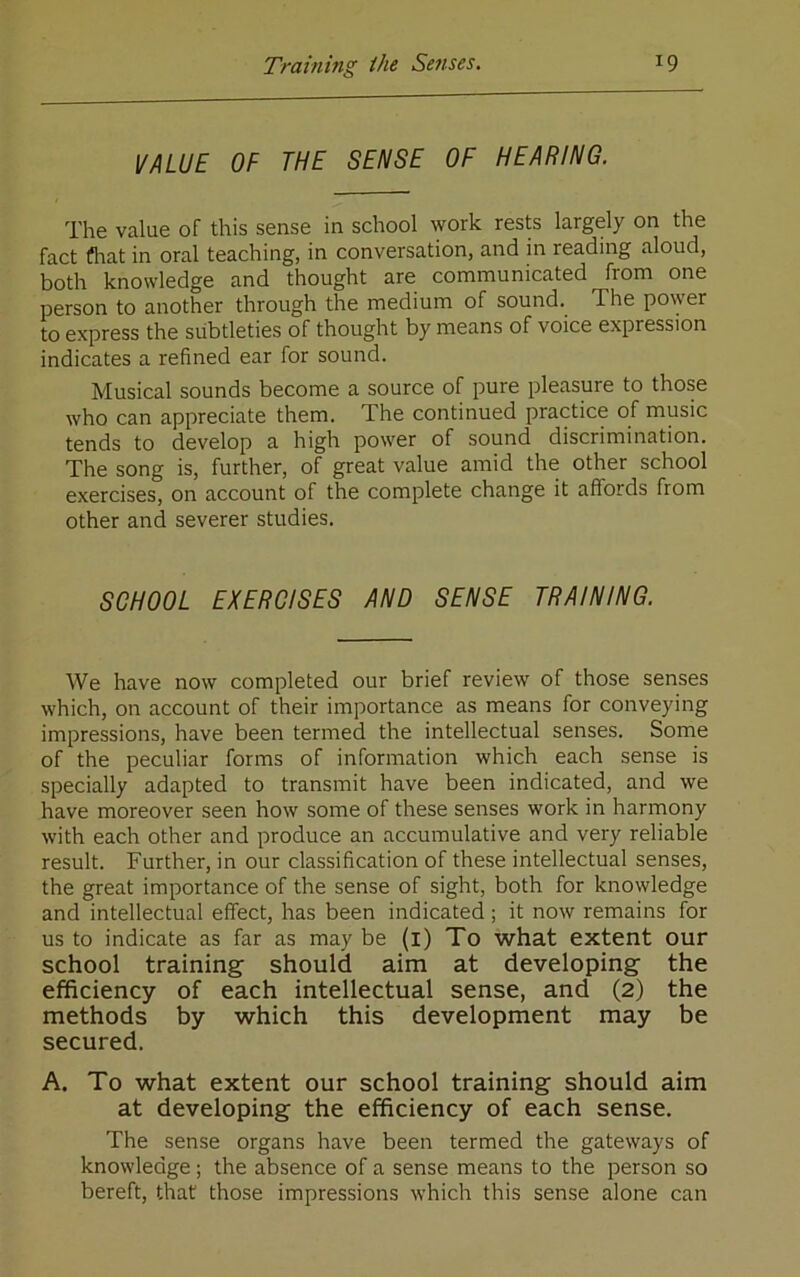 Training the Senses. 19
VALUE OF THE SENSE OF HEARING.
The value of this sense in school work rests largely on the
fact that in oral teaching, in conversation, and in reading aloud,
both knowledge and thought are communicated from one
person to another through the medium of sound. The power
to express the subtleties of thought by means of voice expression
indicates a refined ear for sound.
Musical sounds become a source of pure pleasure to those
who can appreciate them. The continued practice of music
tends to develop a high power of sound discrimination.
The song is, further, of great value amid the other school
exercises, on account of the complete change it affords from
other and severer studies.
SCHOOL EXERCISES AND SENSE TRAINING.
We have now completed our brief review of those senses
which, on account of their importance as means for conveying
impressions, have been termed the intellectual senses. Some
of the peculiar forms of information which each sense is
specially adapted to transmit have been indicated, and we
have moreover seen how some of these senses work in harmony
with each other and produce an accumulative and very reliable
result. Further, in our classification of these intellectual senses,
the great importance of the sense of sight, both for knowledge
and intellectual effect, has been indicated; it now remains for
us to indicate as far as may be (1) To what extent our
school training should aim at developing the
efficiency of each intellectual sense, and (2) the
methods by which this development may be
secured.
A. To what extent our school training should aim
at developing the efficiency of each sense.
The sense organs have been termed the gateways of
knowledge; the absence of a sense means to the person so
bereft, that those impressions which this sense alone can